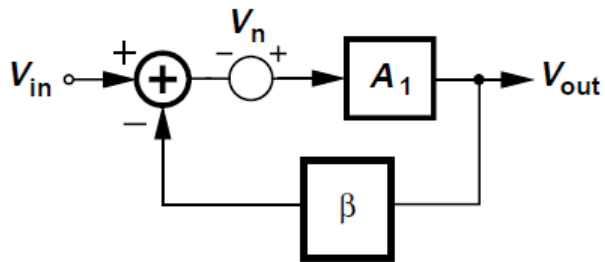 V_n
+ − +
V_in + A_1 V_out
−
β